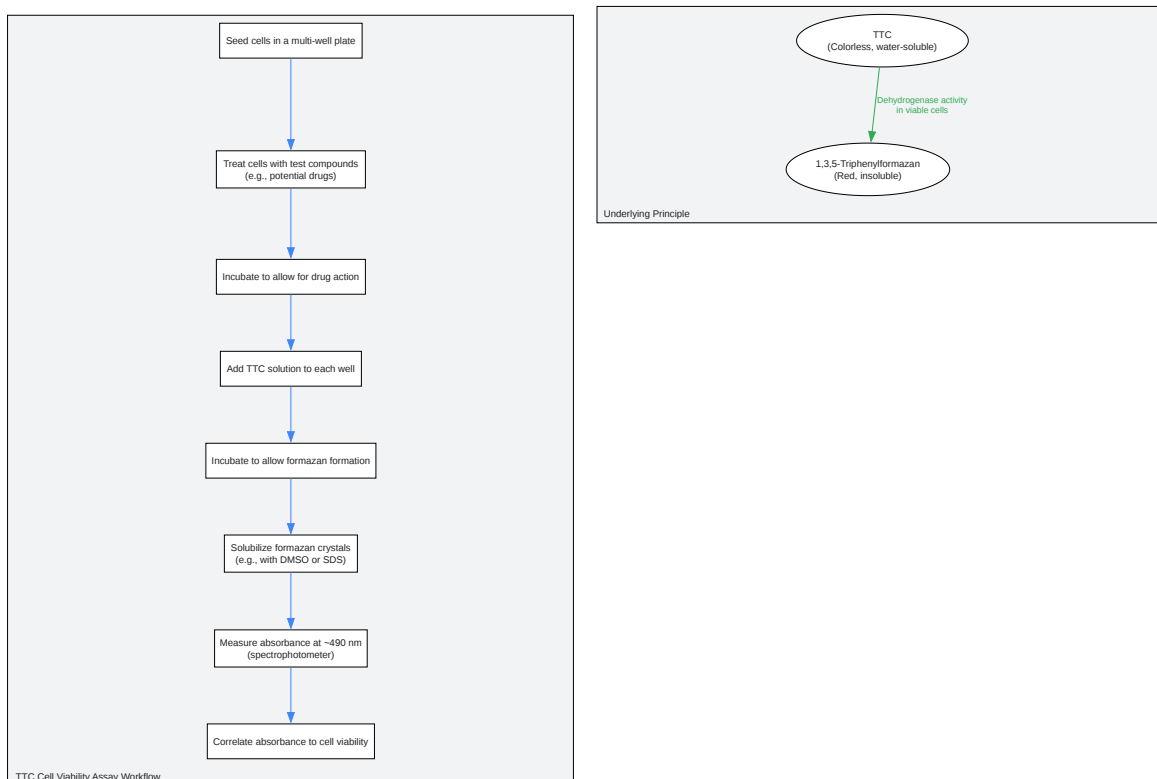 Seed cells in a multi-well plate
Treat cells with test compounds
(e.g., potential drugs)
Incubate to allow for drug action
Add TTC solution to each well
Incubate to allow formazan formation
Solubilize formazan crystals
(e.g., with DMSO or SDS)
Measure absorbance at ~490 nm
(spectrophotometer)
Correlate absorbance to cell viability
TTC Cell Viability Assay Workflow
TTC
(Colorless, water-soluble)
Dehydrogenase activity
in viable cells
1,3,5-Triphenylformazan
(Red, insoluble)
Underlying Principle